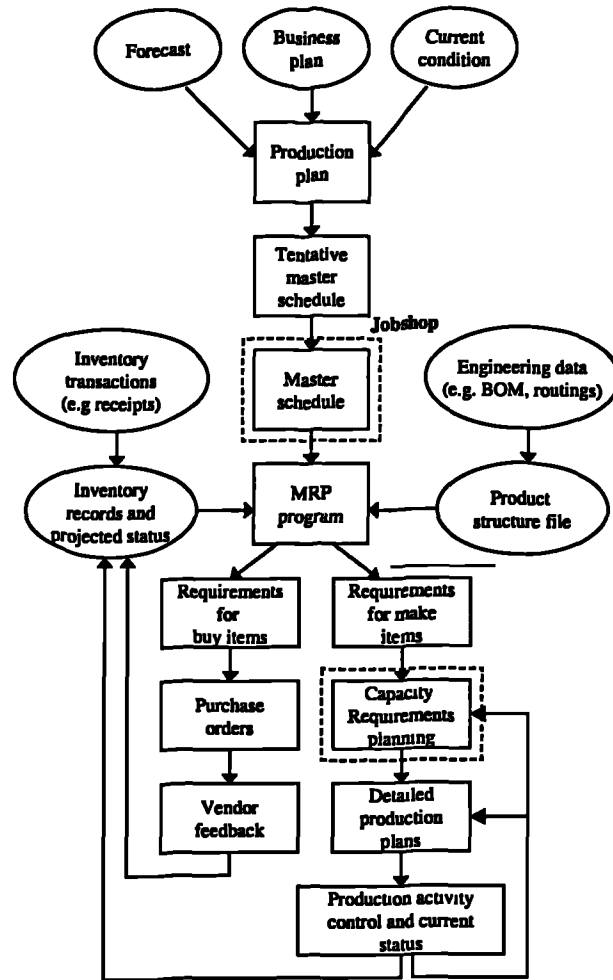 Forecast
Business
plan
Current
condition
Production
plan
Tentative
master
schedule
Jobshop
Inventory
transactions
(e.g receipts)
Master
schedule
Engineering data
(e.g. BOM, routings)
Inventory
records and
projected status
MRP
program
Product
structure file
Requirements
for
buy items
Requirements
for make
items
Purchase
orders
Capacity
Requirements
planning
Vendor
feedback
Detailed
production
plans
Production activity
control and current
status